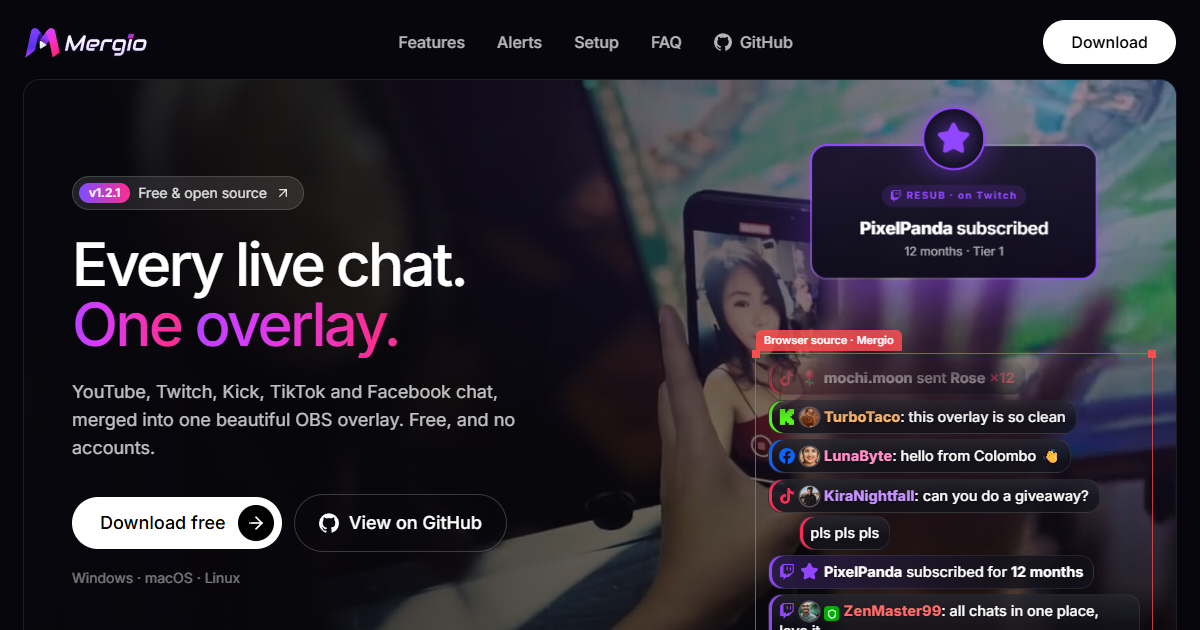 Mergio
Features
Alerts
Setup
FAQ
GitHub
Download
v1.2.1 Free & open source
Every live chat.
One overlay.
YouTube, Twitch, Kick, TikTok and Facebook chat,
merged into one beautiful OBS overlay. Free, and no
accounts.
Download free
View on GitHub
Windows · macOS · Linux
RESUB · on Twitch
PixelPanda subscribed
12 months · Tier 1
Browser source · Mergio
mochi.moon sent Rose ×12
TurboTaco: this overlay is so clean
LunaByte: hello from Colombo 👋
KiraNightfall: can you do a giveaway?
pls pls pls
PixelPanda subscribed for 12 months
ZenMaster99: all chats in one place,
love it